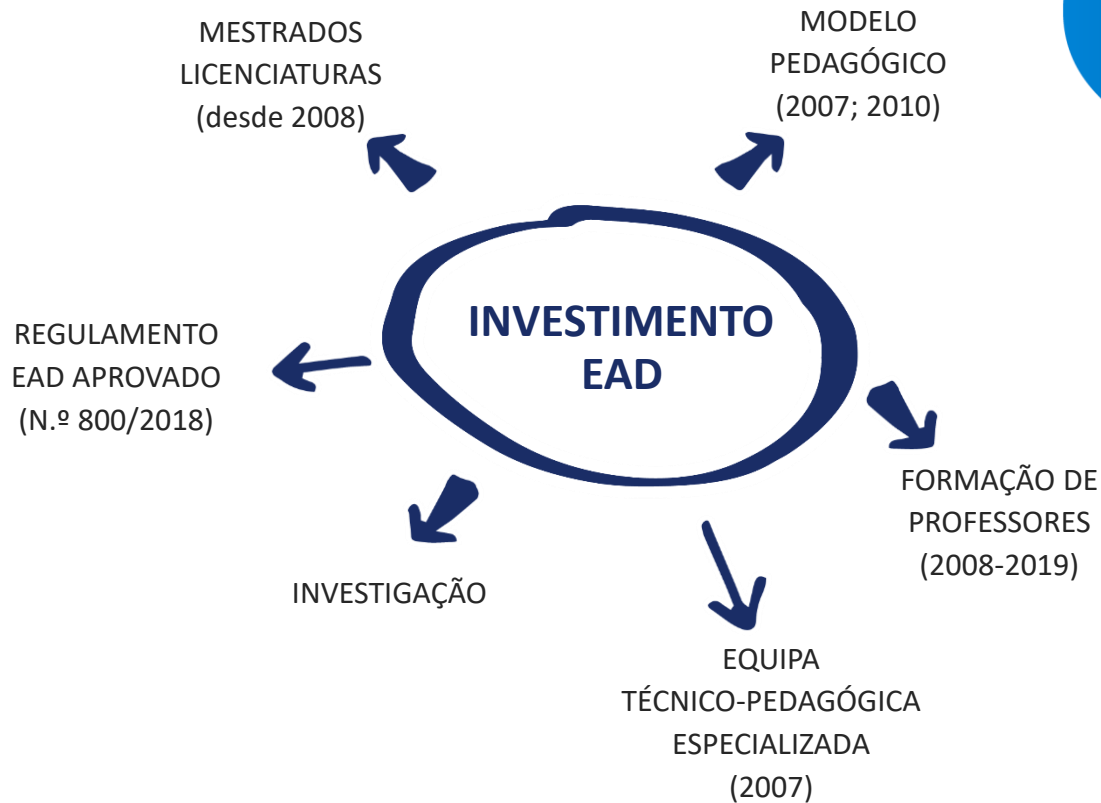 MESTRADOS
LICENCIATURAS
(desde 2008)
MODELO
PEDAGÓGICO
(2007; 2010)
INVESTIMENTO
EAD
REGULAMENTO
EAD APROVADO
(N.º 800/2018)
FORMAÇÃO DE
PROFESSORES
(2008-2019)
INVESTIGAÇÃO
EQUIPA
TÉCNICO-PEDAGÓGICA
ESPECIALIZADA
(2007)